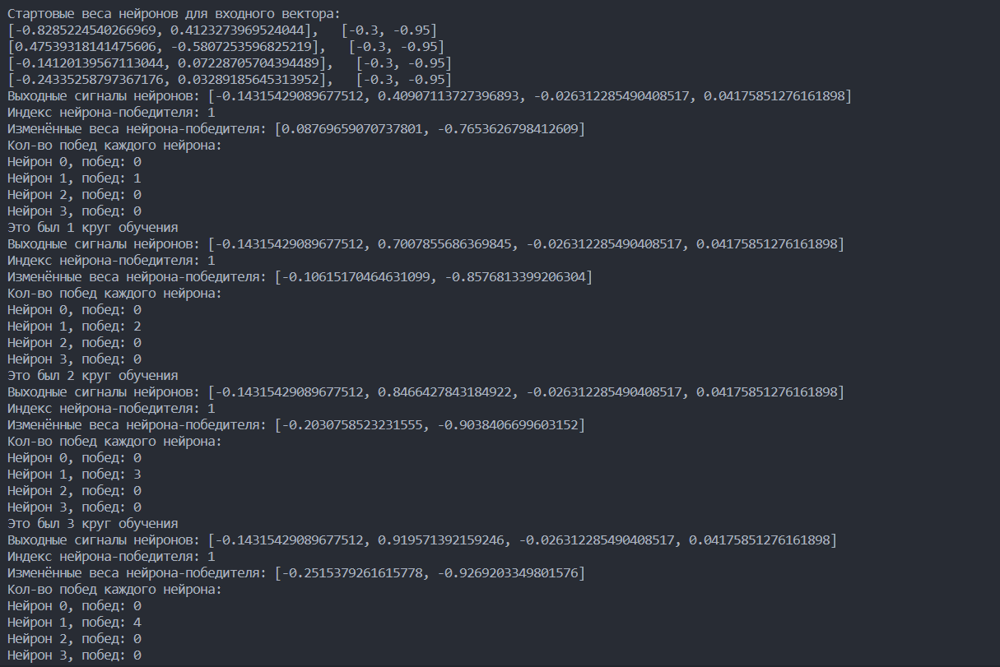 Стартовые веса нейронов для входного вектора:
[-0.8285224540266969, 0.4123273969524044],   [-0.3, -0.95]
[0.47539318141475606, -0.5807253596825219],   [-0.3, -0.95]
[-0.14120139567113044, 0.07228705704394489],   [-0.3, -0.95]
[-0.24335258797367176, 0.03289185645313952],   [-0.3, -0.95]
Выходные сигналы нейронов: [-0.14315429089677512, 0.40907113727396893, -0.026312285490408517, 0.04175851276161898]
Индекс нейрона-победителя: 1
Изменённые веса нейрона-победителя: [0.08769659070737801, -0.7653626798412609]
Кол-во побед каждого нейрона:
Нейрон 0, побед: 0
Нейрон 1, побед: 1
Нейрон 2, побед: 0
Нейрон 3, побед: 0
Это был 1 круг обучения
Выходные сигналы нейронов: [-0.14315429089677512, 0.7007855686369845, -0.026312285490408517, 0.04175851276161898]
Индекс нейрона-победителя: 1
Изменённые веса нейрона-победителя: [-0.10615170464631099, -0.8576813399206304]
Кол-во побед каждого нейрона:
Нейрон 0, побед: 0
Нейрон 1, побед: 2
Нейрон 2, побед: 0
Нейрон 3, побед: 0
Это был 2 круг обучения
Выходные сигналы нейронов: [-0.14315429089677512, 0.8466427843184922, -0.026312285490408517, 0.04175851276161898]
Индекс нейрона-победителя: 1
Изменённые веса нейрона-победителя: [-0.2030758523231555, -0.9038406699603152]
Кол-во побед каждого нейрона:
Нейрон 0, побед: 0
Нейрон 1, побед: 3
Нейрон 2, побед: 0
Нейрон 3, побед: 0
Это был 3 круг обучения
Выходные сигналы нейронов: [-0.14315429089677512, 0.919571392159246, -0.026312285490408517, 0.04175851276161898]
Индекс нейрона-победителя: 1
Изменённые веса нейрона-победителя: [-0.2515379261615778, -0.9269203349801576]
Кол-во побед каждого нейрона:
Нейрон 0, побед: 0
Нейрон 1, побед: 4
Нейрон 2, побед: 0
Нейрон 3, побед: 0